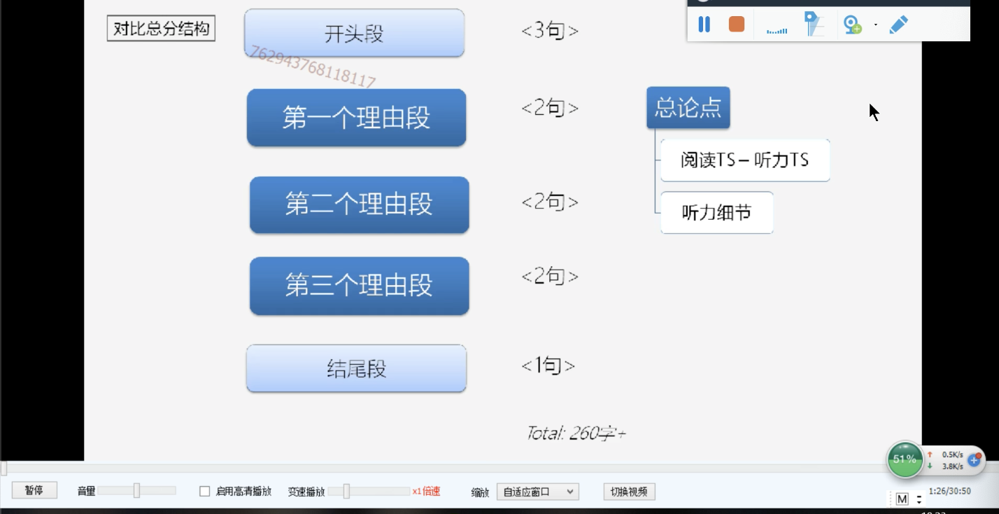 对比总分结构
开头段
<3句>
762943768118117
第一个理由段
<2句>
总论点
阅读TS – 听力TS
第二个理由段
<2句>
听力细节
第三个理由段
<2句>
结尾段
<1句>
Total: 260字+
51%
0.5K/s
3.8K/s
暂停
音量
启用高清播放
变速播放
x1倍速
缩放
自适应窗口
切换视频
1:26/30:50
M